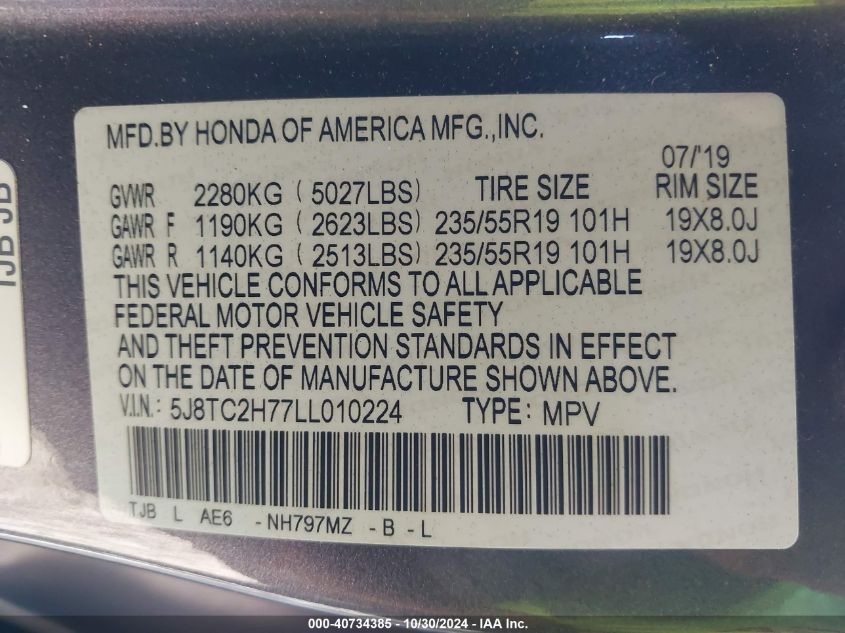 MFD.BY HONDA OF AMERICA MFG.,INC.
07/'19
GVWR 2280KG ( 5027LBS) TIRE SIZE RIM SIZE
GAWR F 1190KG ( 2623LBS) 235/55R19 101H 19X8.0J
GAWR R 1140KG ( 2513LBS) 235/55R19 101H 19X8.0J
THIS VEHICLE CONFORMS TO ALL APPLICABLE
FEDERAL MOTOR VEHICLE SAFETY
AND THEFT PREVENTION STANDARDS IN EFFECT
ON THE DATE OF MANUFACTURE SHOWN ABOVE.
V.I.N.: 5J8TC2H77LL010224 TYPE: MPV
TJB L AE6 -NH797MZ -B -L
TJB JB
000-40734385 - 10/30/2024 - IAA Inc.